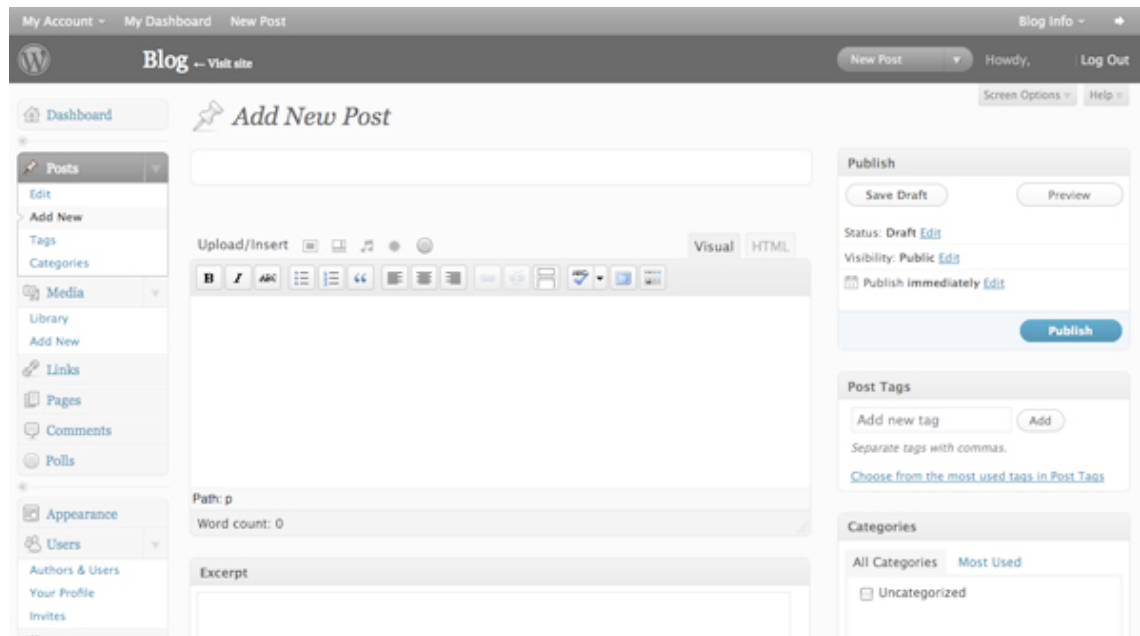 My Account My Dashboard New Post Blog Info
Blog ← Visit site New Post Howdy, Log Out
Screen Options Help
Dashboard
Add New Post
Posts
Edit
Add New
Tags
Categories
Media
Library
Add New
Links
Pages
Comments
Polls
Appearance
Users
Authors & Users
Your Profile
Invites
Upload/Insert Visual HTML
B I ABC
Path: p
Word count: 0
Excerpt
Publish
Save Draft Preview
Status: Draft Edit
Visibility: Public Edit
Publish immediately Edit
Publish
Post Tags
Add new tag Add
Separate tags with commas.
Choose from the most used tags in Post Tags
Categories
All Categories Most Used
Uncategorized